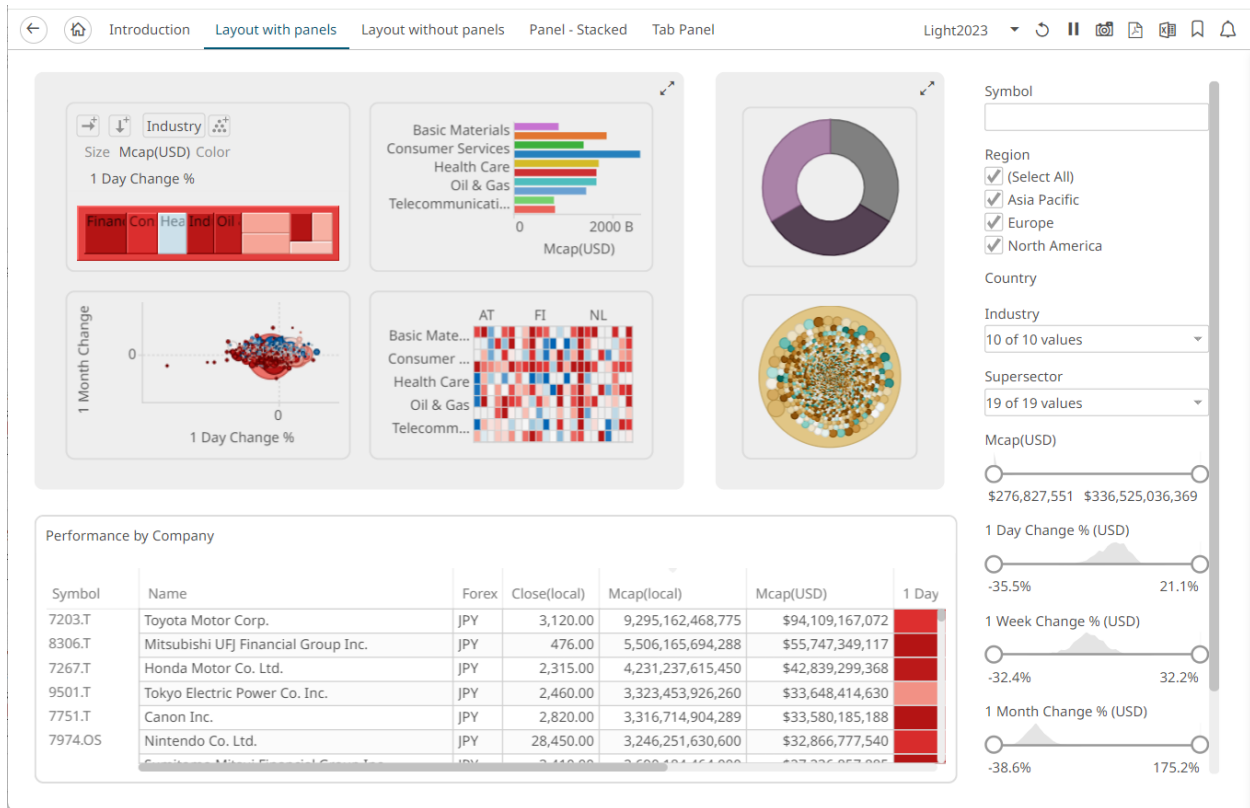 Introduction Layout with panels Layout without panels Panel - Stacked Tab Panel Light2023
Industry
Size Mcap(USD) Color
1 Day Change %
Financ Con Hea Ind Oil
Basic Materials
Consumer Services
Health Care
Oil & Gas
Telecommunicati...
0 2000 B
Mcap(USD)
1 Month Change
0
0
1 Day Change %
AT FI NL
Basic Mate...
Consumer ...
Health Care
Oil & Gas
Telecomm...
Symbol
Region
(Select All)
Asia Pacific
Europe
North America
Country
Industry
10 of 10 values
Supersector
19 of 19 values
Mcap(USD)
$276,827,551 $336,525,036,369
1 Day Change % (USD)
-35.5% 21.1%
1 Week Change % (USD)
-32.4% 32.2%
1 Month Change % (USD)
-38.6% 175.2%
Performance by Company
Symbol Name Forex Close(local) Mcap(local) Mcap(USD) 1 Day
7203.T Toyota Motor Corp. JPY 3,120.00 9,295,162,468,775 $94,109,167,072
8306.T Mitsubishi UFJ Financial Group Inc. JPY 476.00 5,506,165,694,288 $55,747,349,117
7267.T Honda Motor Co. Ltd. JPY 2,315.00 4,231,237,615,450 $42,839,299,368
9501.T Tokyo Electric Power Co. Inc. JPY 2,460.00 3,323,453,926,260 $33,648,414,630
7751.T Canon Inc. JPY 2,820.00 3,316,714,904,289 $33,580,185,188
7974.OS Nintendo Co. Ltd. JPY 28,450.00 3,246,251,630,600 $32,866,777,540